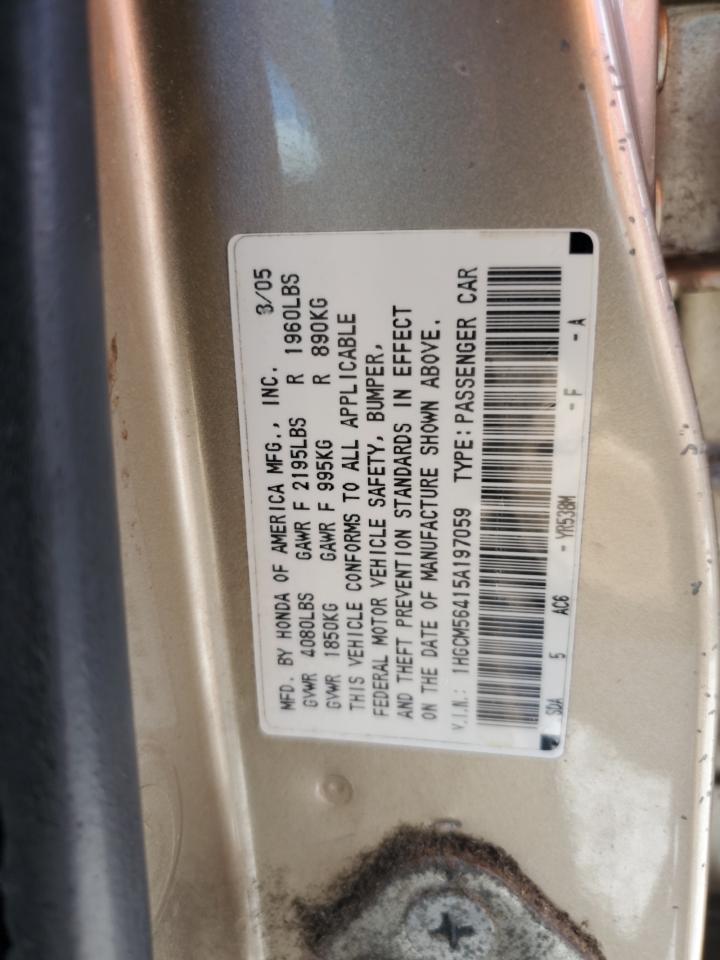 MFD. BY HONDA OF AMERICA MFG., INC. 3/05
GVWR 4080LBS GAWR F 2195LBS R 1960LBS
GVWR 1850KG GAWR F 995KG R 890KG
THIS VEHICLE CONFORMS TO ALL APPLICABLE
FEDERAL MOTOR VEHICLE SAFETY, BUMPER,
AND THEFT PREVENTION STANDARDS IN EFFECT
ON THE DATE OF MANUFACTURE SHOWN ABOVE.
V.I.N.: 1HGCM56415A197059 TYPE: PASSENGER CAR
SDA 5 AC6 - YR538M - F - A